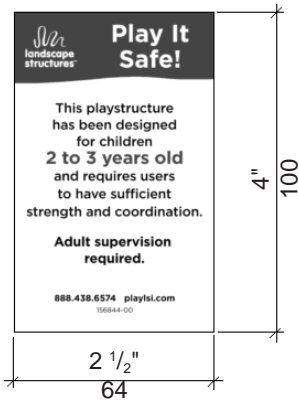 landscape
structures
Play It
Safe!
This playstructure
has been designed
for children
2 to 3 years old
and requires users
to have sufficient
strength and coordination.
Adult supervision
required.
888.438.6574 playlsi.com
156844-00
4"
100
2 1/2"
64